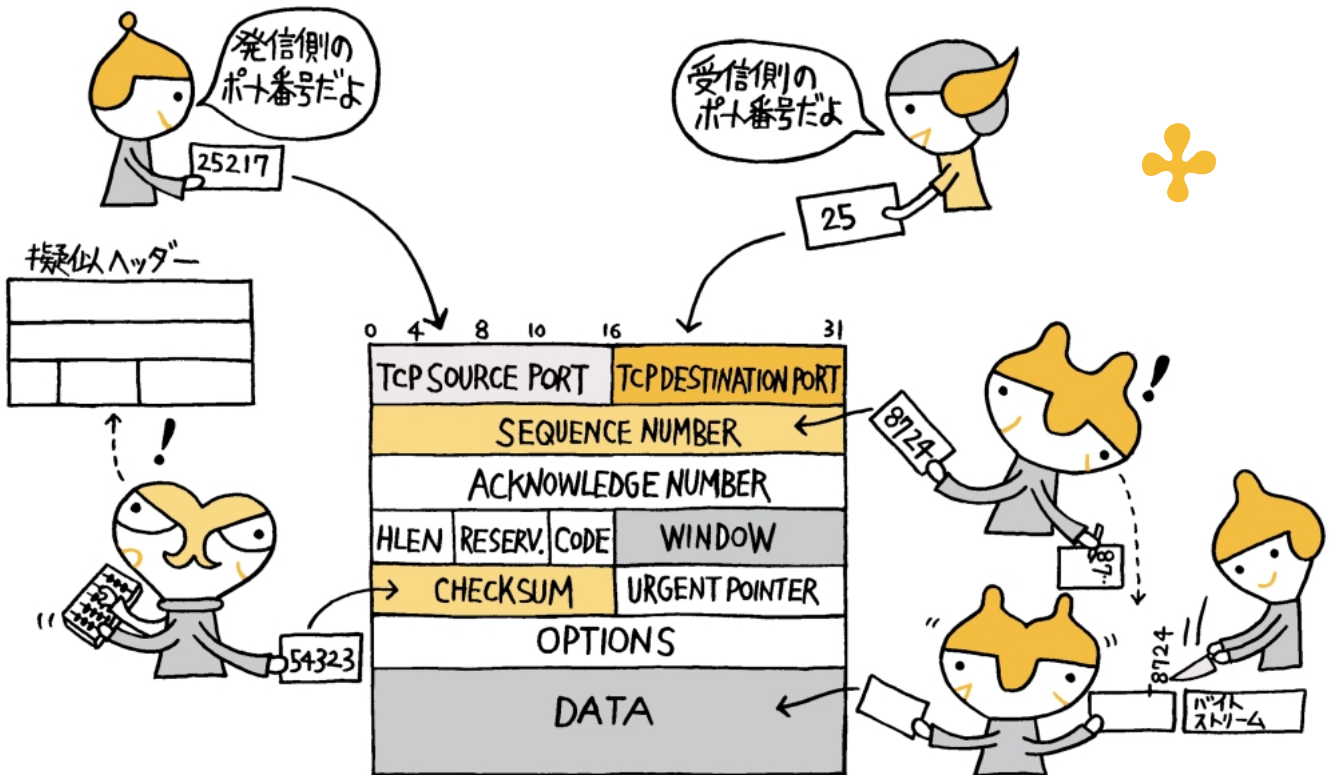 発信側の
ポート番号だよ
25217
受信側の
ポート番号だよ
25
擬似ヘッダー
0 4 8 10 16 31
TCP SOURCE PORT TCP DESTINATION PORT
SEQUENCE NUMBER
8724
!
ACKNOWLEDGE NUMBER
!
HLEN RESERV. CODE WINDOW
87
CHECKSUM URGENT POINTER
54323
OPTIONS
8724
DATA
バイト
ストリーム